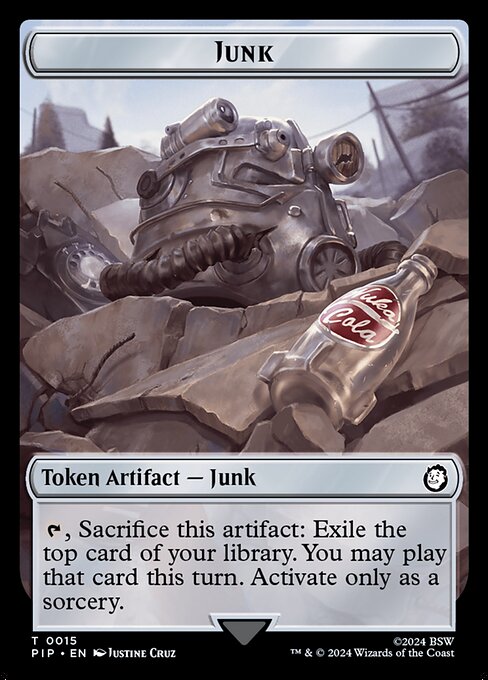 Junk
Nuka
Cola
Token Artifact — Junk
, Sacrifice this artifact: Exile the
top card of your library. You may play
that card this turn. Activate only as a
sorcery.
T 0015
PIP • EN Justine Cruz
©2024 BSW
™ & © 2024 Wizards of the Coast